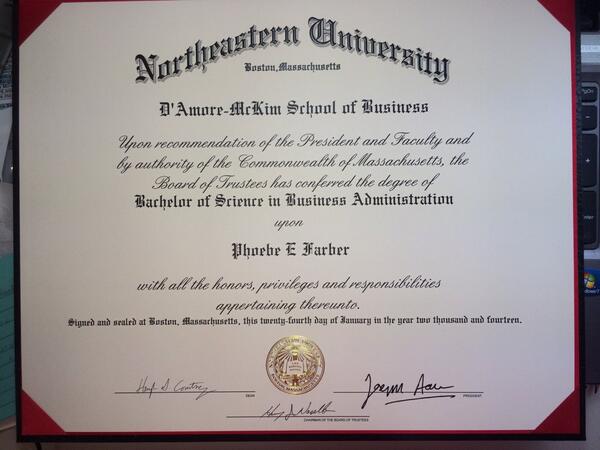 Northeastern University
Boston, Massachusetts
D'Amore-McKim School of Business
Upon recommendation of the President and Faculty and
by authority of the Commonwealth of Massachusetts, the
Board of Trustees has conferred the degree of
Bachelor of Science in Business Administration
upon
Phoebe E Farber
with all the honors, privileges and responsibilities
appertaining thereunto.
Signed and sealed at Boston, Massachusetts, this twenty-fourth day of January in the year two thousand and fourteen.
DEAN
PRESIDENT
CHAIRMAN OF THE BOARD OF TRUSTEES